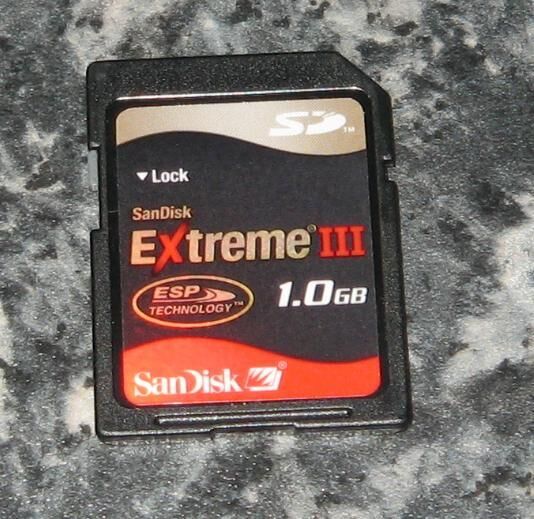 SD™
Lock
SanDisk
Extreme® III
ESP
TECHNOLOGY™
1.0GB
SanDisk®